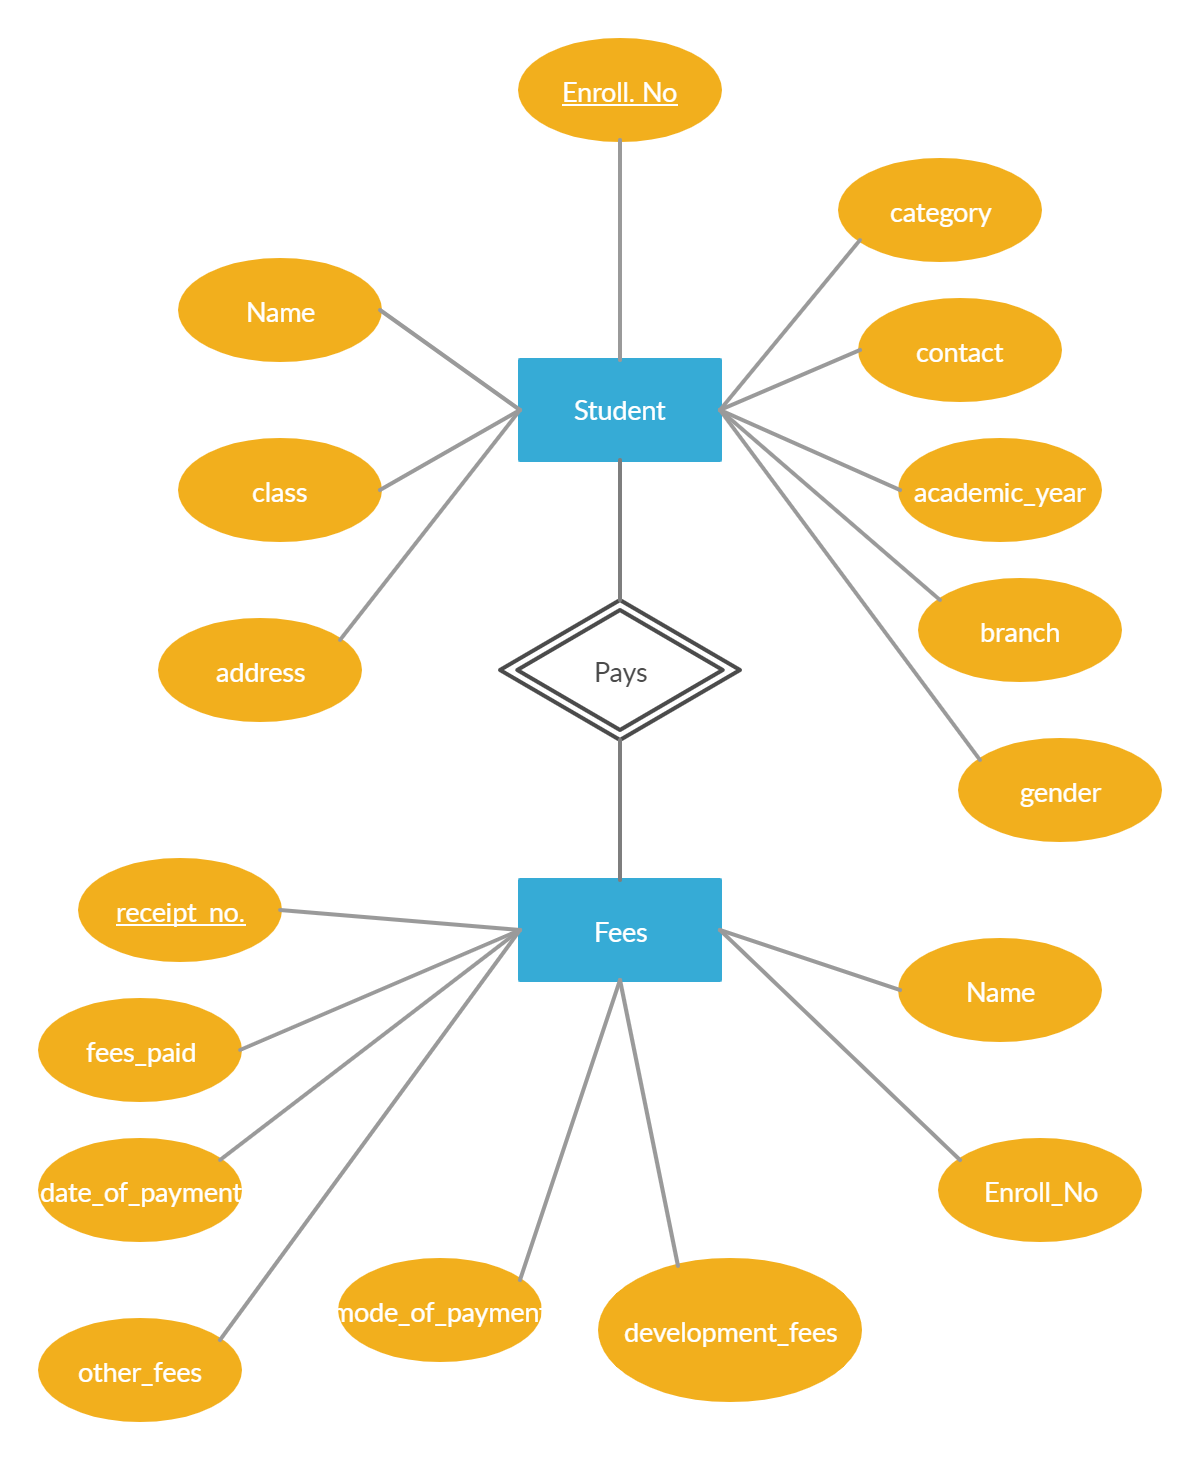 Enroll. No
category
Name
contact
Student
class
academic_year
branch
address
Pays
gender
receipt_no.
Fees
Name
fees_paid
date_of_payment
Enroll_No
mode_of_payment
development_fees
other_fees